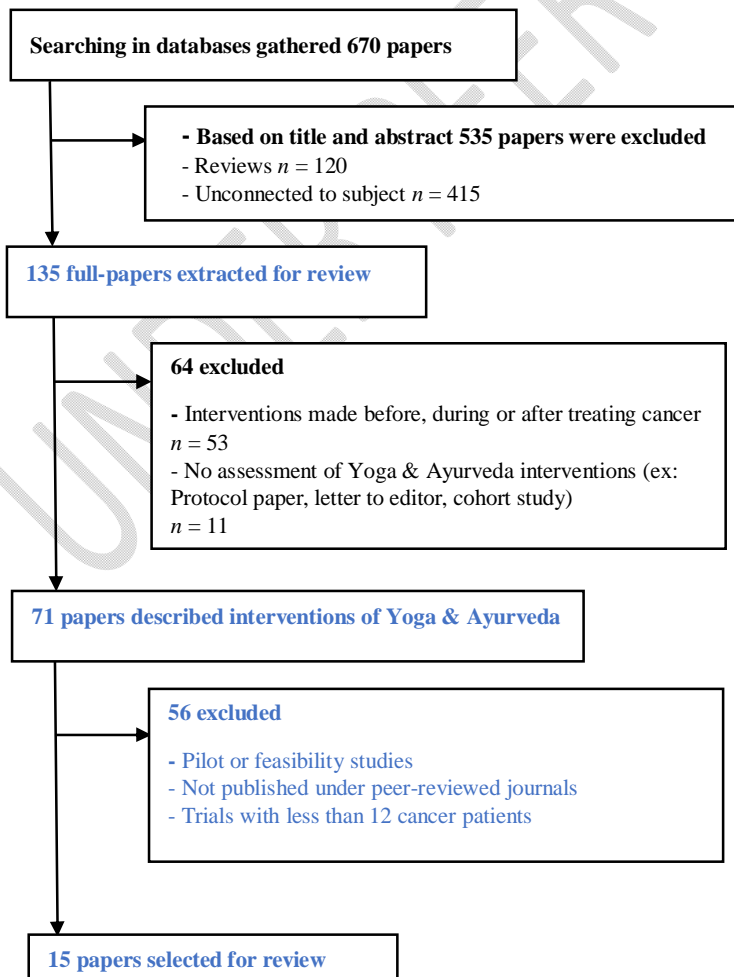 Searching in databases gathered 670 papers
- Based on title and abstract 535 papers were excluded
- Reviews n = 120
- Unconnected to subject n = 415
135 full-papers extracted for review
64 excluded
- Interventions made before, during or after treating cancer
n = 53
- No assessment of Yoga & Ayurveda interventions (ex:
Protocol paper, letter to editor, cohort study)
n = 11
71 papers described interventions of Yoga & Ayurveda
56 excluded
- Pilot or feasibility studies
- Not published under peer-reviewed journals
- Trials with less than 12 cancer patients
15 papers selected for review
UNDER PEER